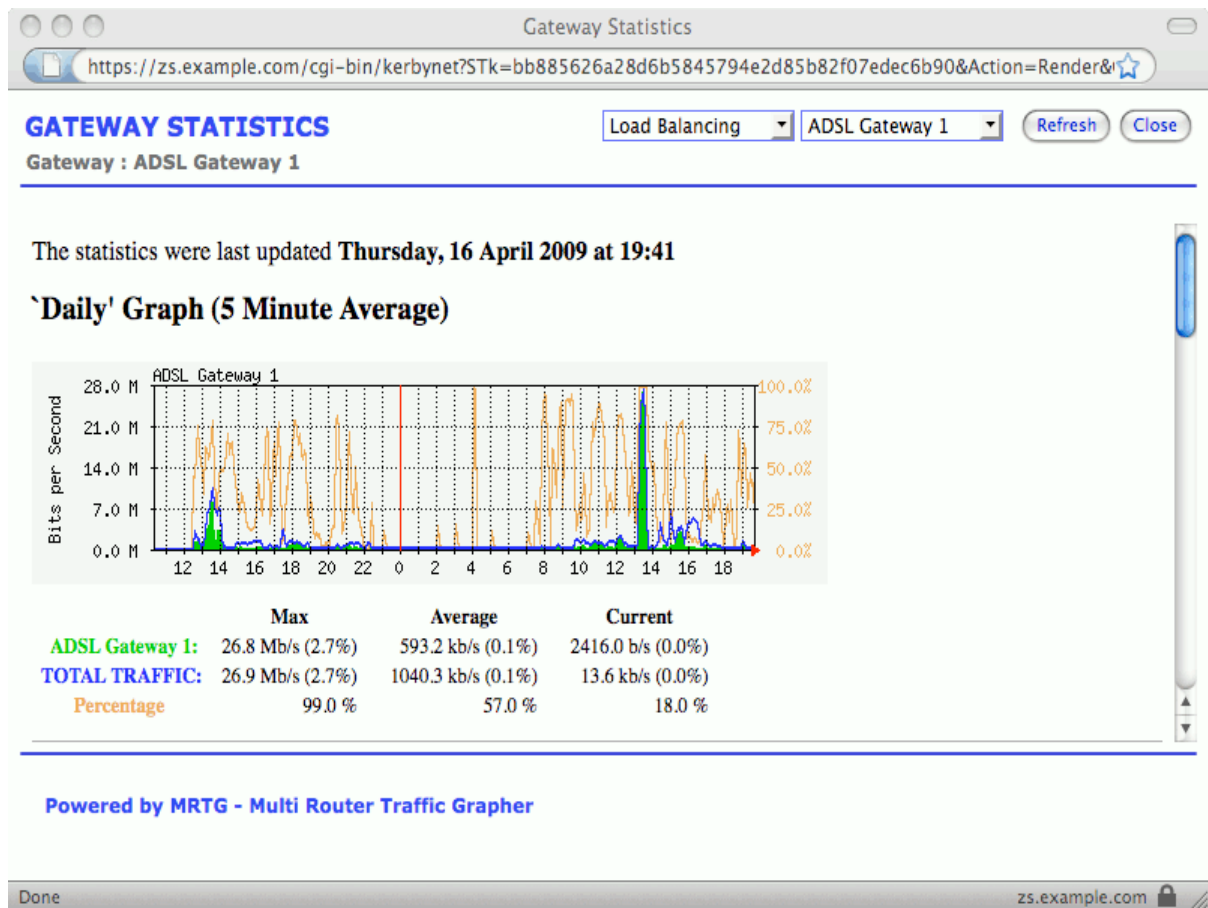 Gateway Statistics
https://zs.example.com/cgi-bin/kerbynet?STk=bb885626a28d6b5845794e2d85b82f07edec6b90&Action=Render&
GATEWAY STATISTICS
Load Balancing ADSL Gateway 1 Refresh Close
Gateway : ADSL Gateway 1
The statistics were last updated Thursday, 16 April 2009 at 19:41
`Daily' Graph (5 Minute Average)
ADSL Gateway 1
Bits per Second
28.0 M 100.0%
21.0 M 75.0%
14.0 M 50.0%
7.0 M 25.0%
0.0 M 0.0%
12 14 16 18 20 22 0 2 4 6 8 10 12 14 16 18
Max Average Current
ADSL Gateway 1: 26.8 Mb/s (2.7%) 593.2 kb/s (0.1%) 2416.0 b/s (0.0%)
TOTAL TRAFFIC: 26.9 Mb/s (2.7%) 1040.3 kb/s (0.1%) 13.6 kb/s (0.0%)
Percentage 99.0 % 57.0 % 18.0 %
Powered by MRTG - Multi Router Traffic Grapher
Done zs.example.com